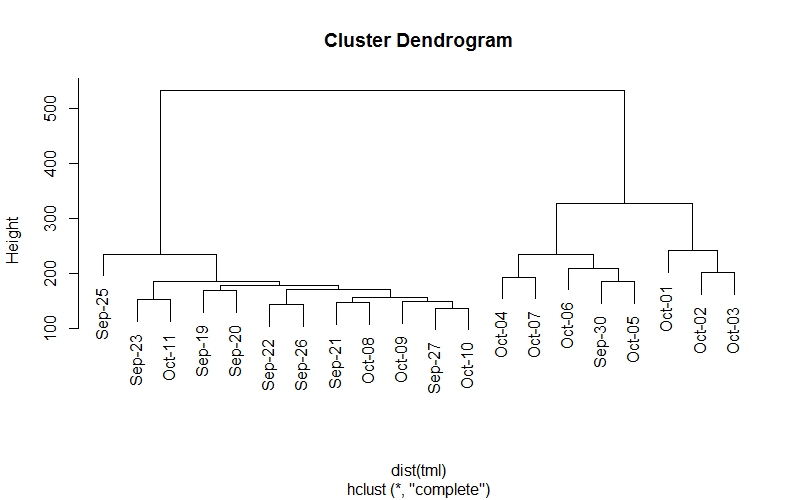 Cluster Dendrogram
Height
500
400
300
200
100
Sep-25
Sep-23
Oct-11
Sep-19
Sep-20
Sep-22
Sep-26
Sep-21
Oct-08
Oct-09
Sep-27
Oct-10
Oct-04
Oct-07
Oct-06
Sep-30
Oct-05
Oct-01
Oct-02
Oct-03
dist(tml)
hclust (*, "complete")